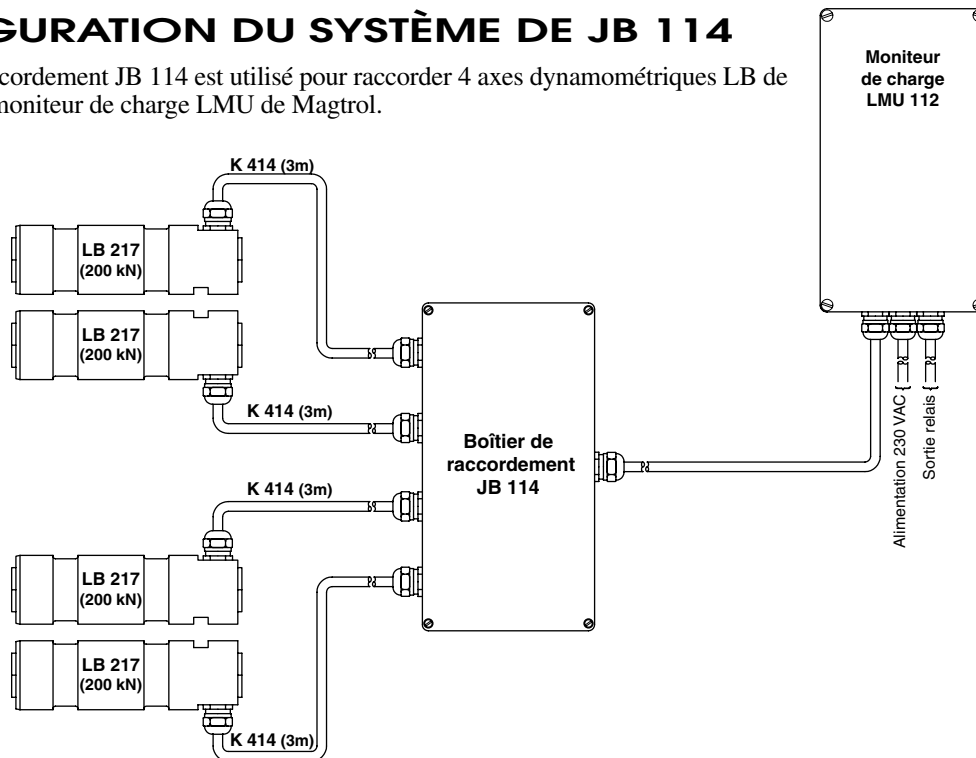 GURATION DU SYSTÈME DE JB 114
cordement JB 114 est utilisé pour raccorder 4 axes dynamométriques LB de
moniteur de charge LMU de Magtrol.
Moniteur
de charge
LMU 112
K 414 (3m)
LB 217
(200 kN)
LB 217
(200 kN)
K 414 (3m)
Boîtier de
raccordement
JB 114
K 414 (3m)
LB 217
(200 kN)
LB 217
(200 kN)
K 414 (3m)
Alimentation 230 VAC
Sortie relais